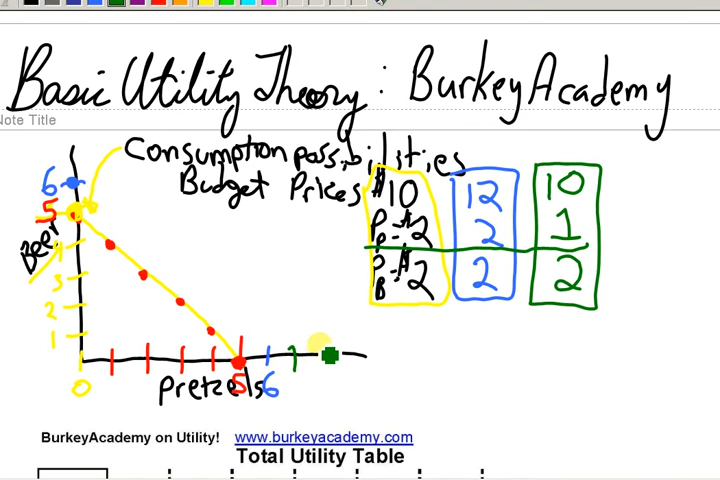 Basic Utility Theory: BurkeyAcademy
Note Title
Consumption possibilities
Budget Prices $10 12 10
Pp=$2 2 1
PB=$2 2 2
6
5
Beer
4
3
2
1
0
Pretzels 5 6
BurkeyAcademy on Utility! www.burkeyacademy.com
Total Utility Table